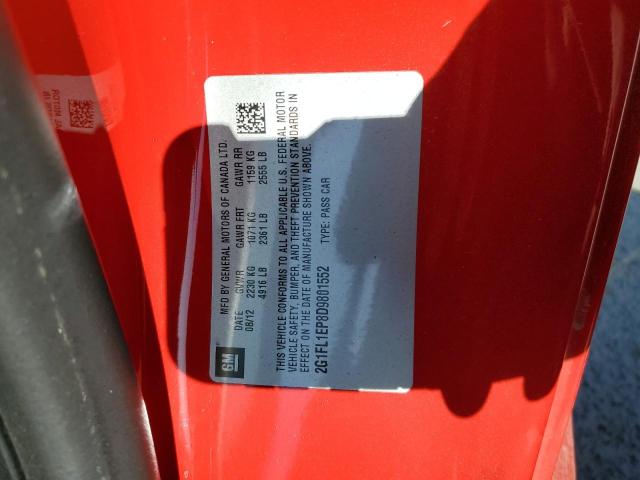 GM
MFD BY GENERAL MOTORS OF CANADA LTD.
DATE GVWR GAWR FRT GAWR RR
08/12 2230 KG 1071 KG 1159 KG
4916 LB 2361 LB 2555 LB
THIS VEHICLE CONFORMS TO ALL APPLICABLE U.S. FEDERAL MOTOR
VEHICLE SAFETY, BUMPER, AND THEFT PREVENTION STANDARDS IN
EFFECT ON THE DATE OF MANUFACTURE SHOWN ABOVE.
2G1FL1EP8D9801552 TYPE: PASS CAR